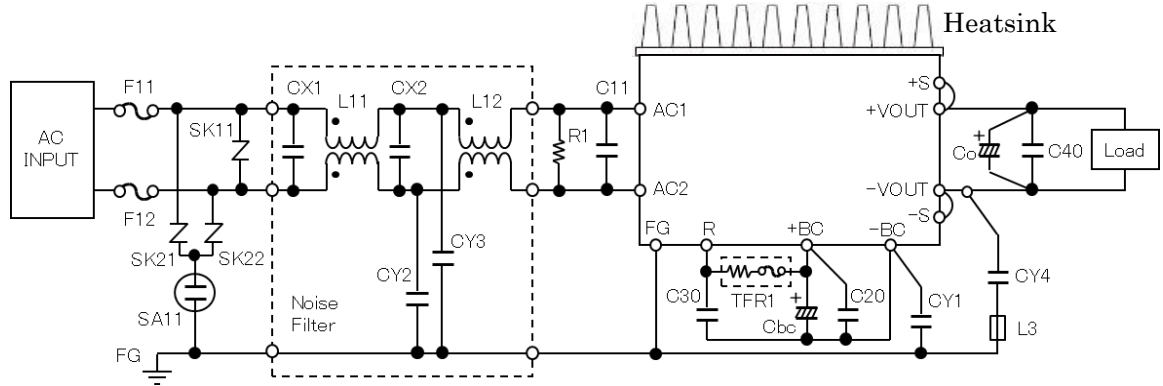 Heatsink
F11
CX1
L11
CX2
L12
C11
+S
SK11
R1
AC1
+VOUT
AC
INPUT
+
Co
C40
Load
AC2
-VOUT
F12
-S
FG
R
+BC
-BC
SK21
SK22
CY3
CY2
C30
TFR1
+
Cbc
C20
CY1
CY4
SA11
Noise
Filter
L3
FG